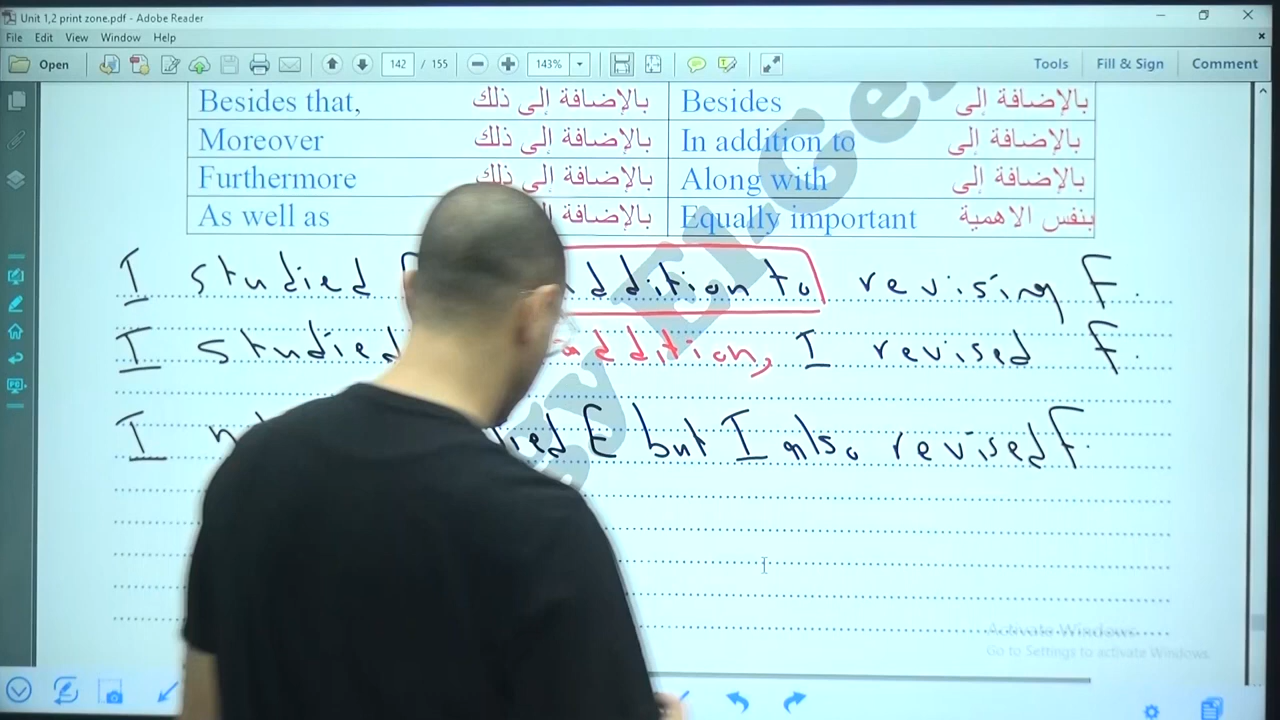 Unit 1,2 print zone.pdf - Adobe Reader
File Edit View Window Help
Open 142 / 155 143% Tools Fill & Sign Comment
Besides that, بالإضافة إلى ذلك Besides بالإضافة إلى
Moreover بالإضافة إلى ذلك In addition to بالإضافة إلى
Furthermore بالإضافة إلى ذلك Along with بالإضافة إلى
As well as بالإضافة Equally important بنفس الاهمية
I studied addition to revising F.
I studied addition, I revised F.
I E but I also revised F.
Activate Windows
Go to Settings to activate Windows.